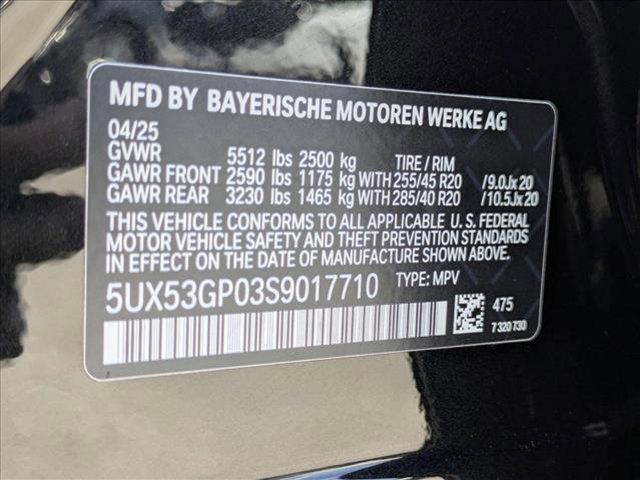 MFD BY BAYERISCHE MOTOREN WERKE AG
04/25
GVWR 5512 lbs 2500 kg TIRE / RIM
GAWR FRONT 2590 lbs 1175 kg WITH 255/45 R20 /9.0Jx20
GAWR REAR 3230 lbs 1465 kg WITH 285/40 R20 /10.5Jx20
THIS VEHICLE CONFORMS TO ALL APPLICABLE U.S. FEDERAL
MOTOR VEHICLE SAFETY AND THEFT PREVENTION STANDARDS
IN EFFECT ON THE DATE OF MANUFACTURE SHOWN ABOVE.
5UX53GP03S9017710 TYPE: MPV
475
7 320 730